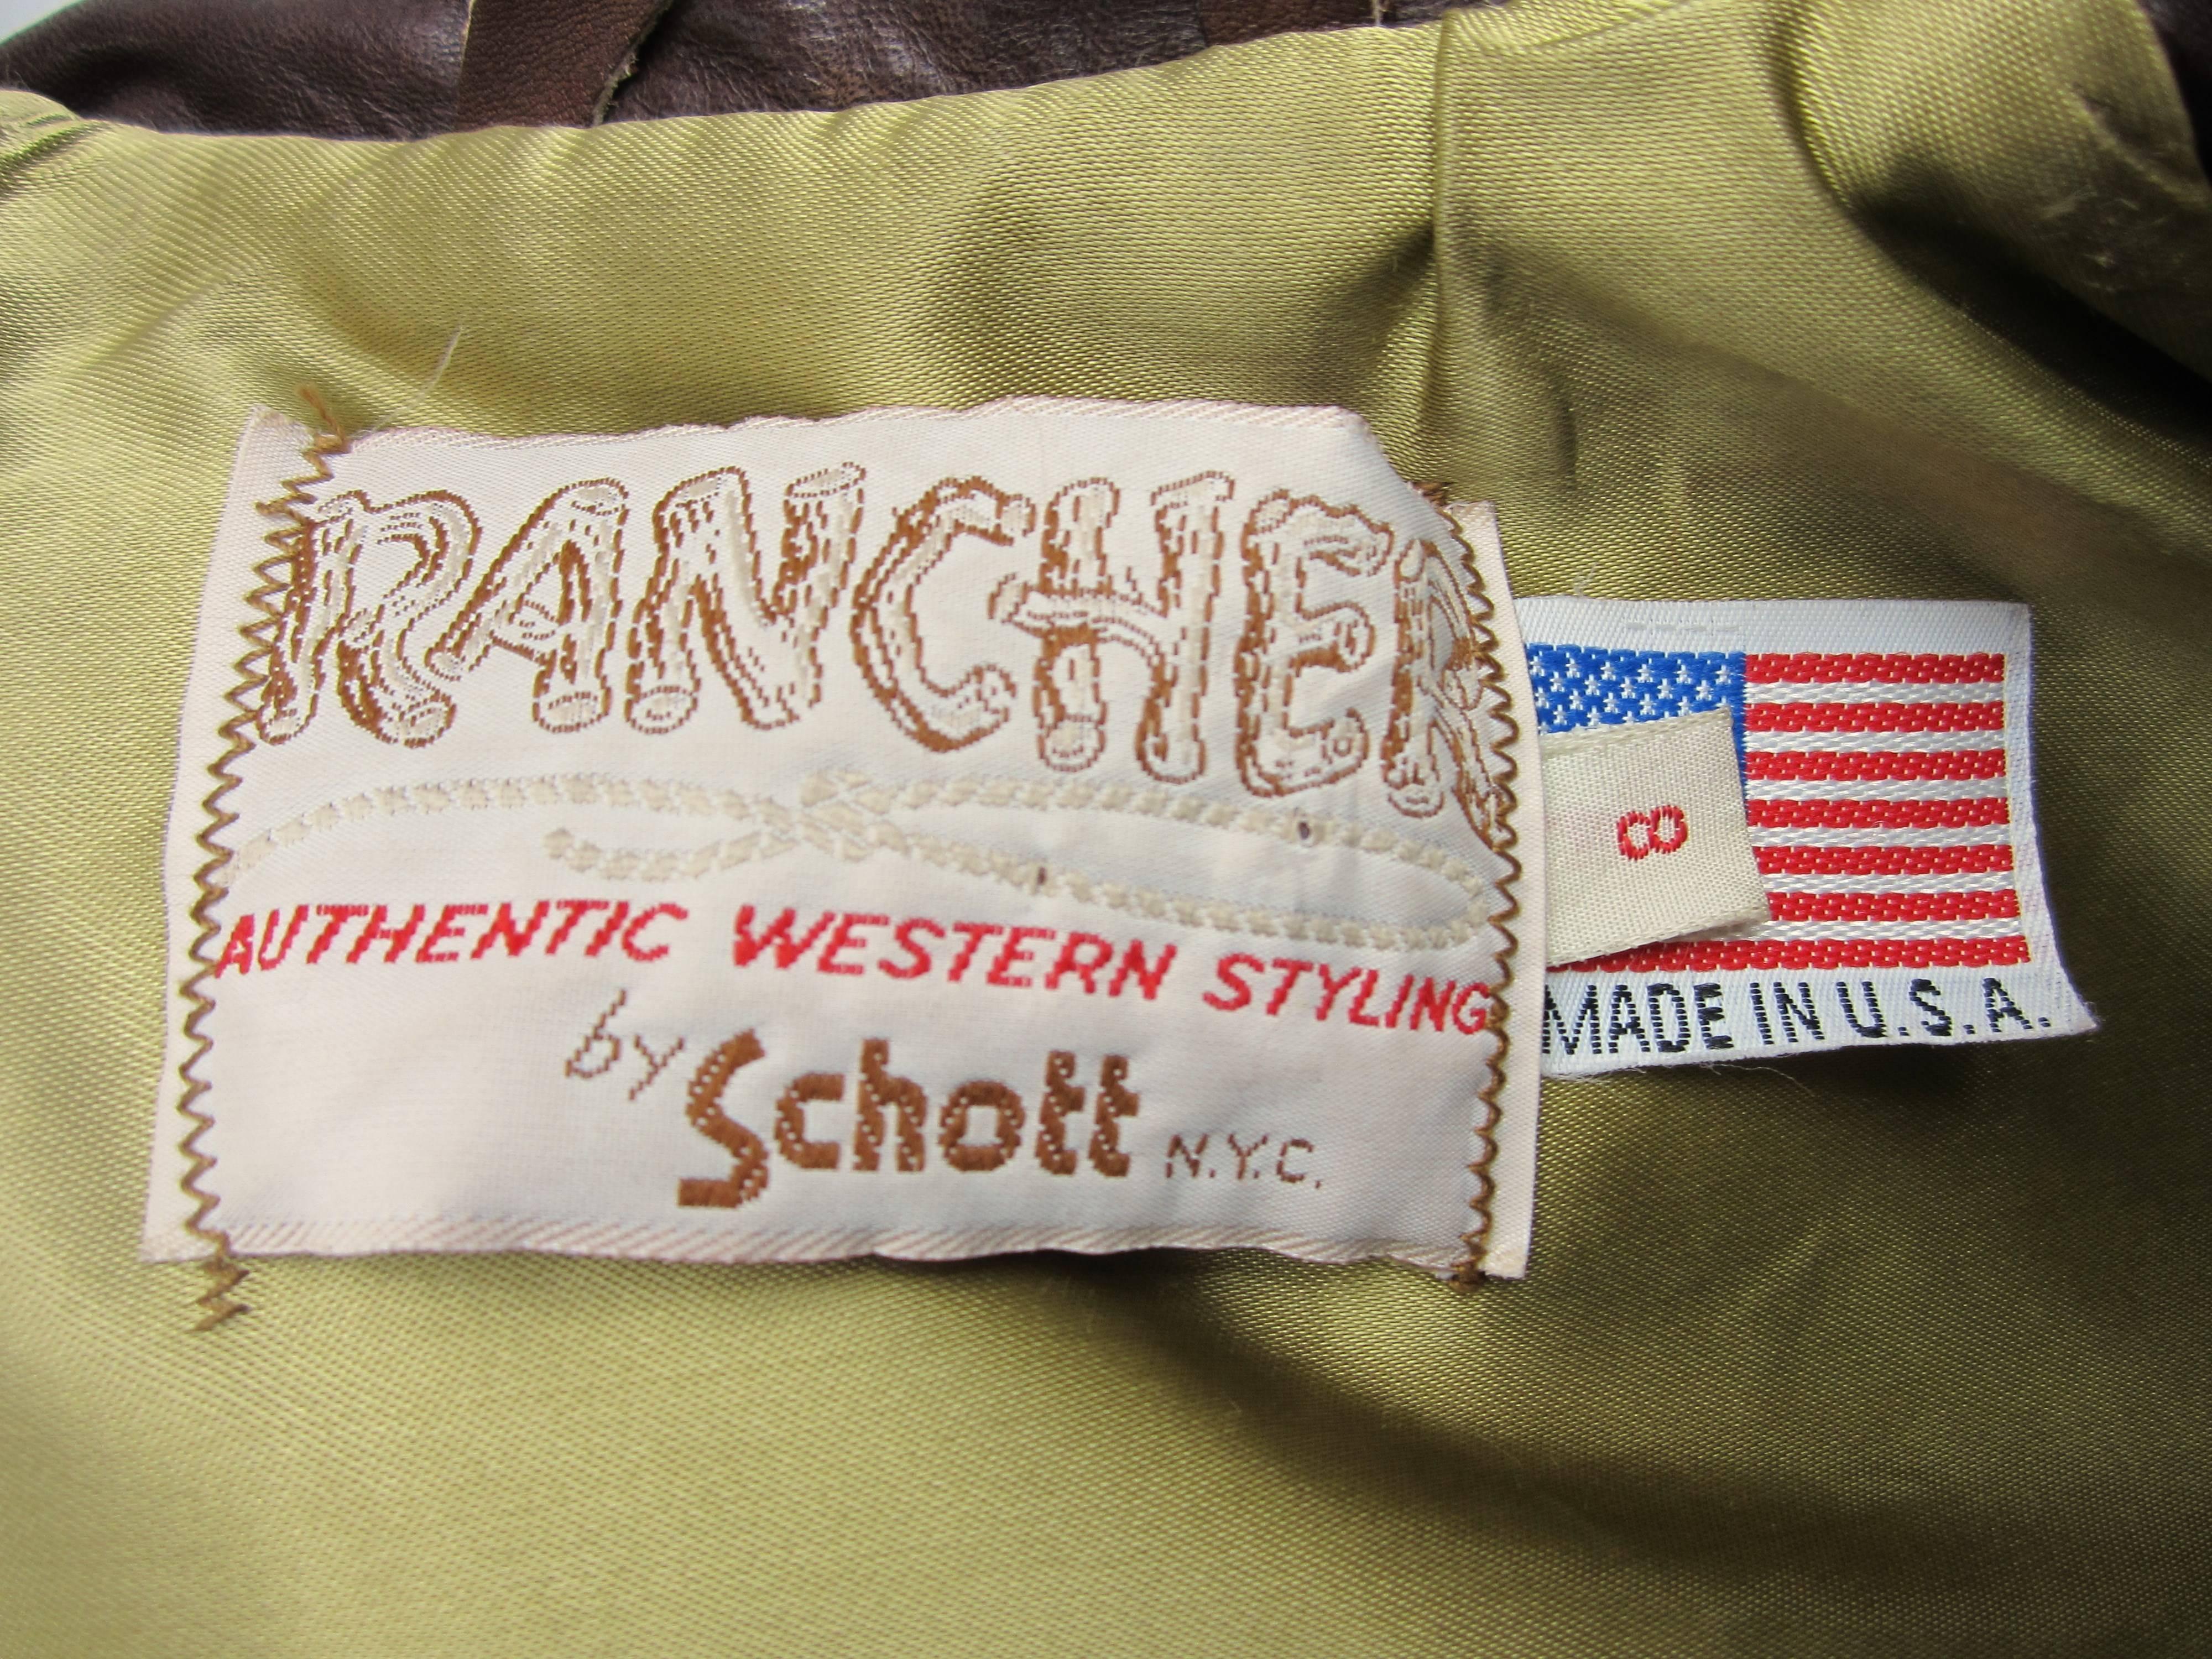 RANCHER
AUTHENTIC WESTERN STYLING
by Schott N.Y.C.
8
MADE IN U.S.A.